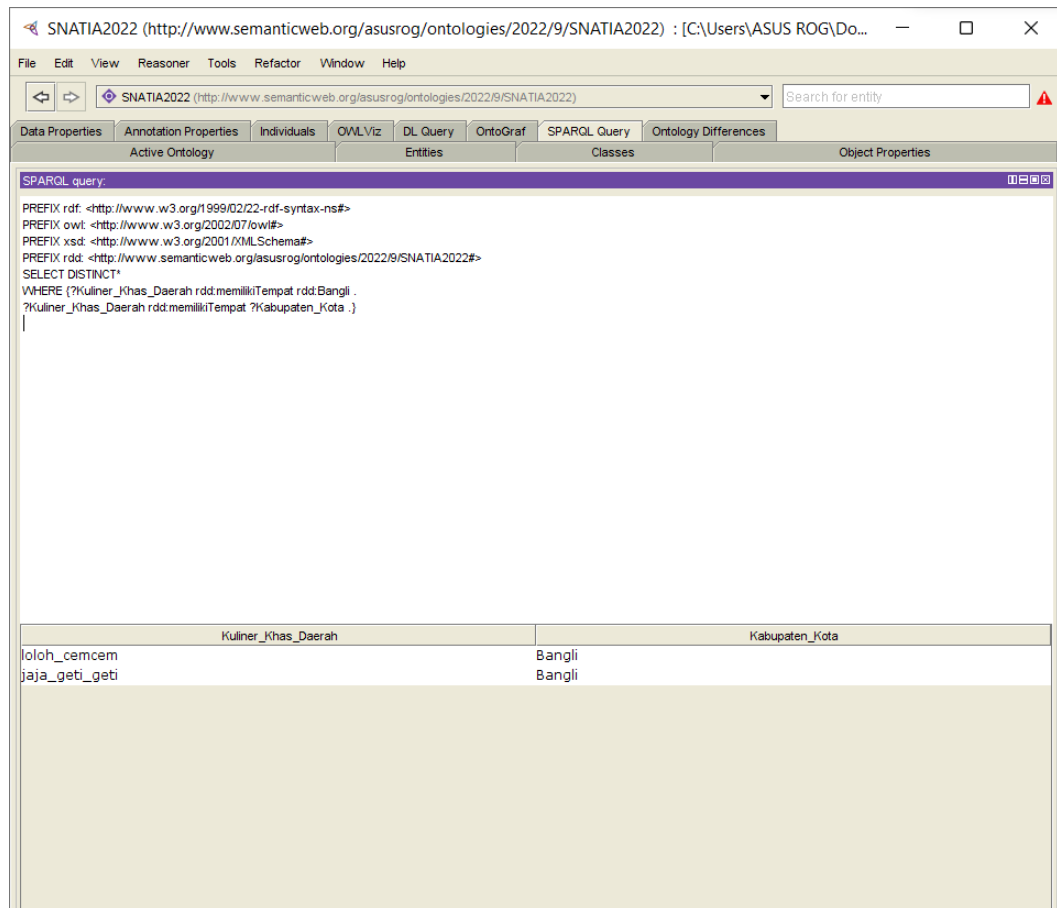 SNATIA2022 (http://www.semanticweb.org/asusrog/ontologies/2022/9/SNATIA2022) : [C:\Users\ASUS ROG\Do...
File Edit View Reasoner Tools Refactor Window Help
SNATIA2022 (http://www.semanticweb.org/asusrog/ontologies/2022/9/SNATIA2022) Search for entity
Data Properties Annotation Properties Individuals OWLViz DL Query OntoGraf SPARQL Query Ontology Differences
Active Ontology Entities Classes Object Properties
SPARQL query:
PREFIX rdf: <http://www.w3.org/1999/02/22-rdf-syntax-ns#>
PREFIX owl: <http://www.w3.org/2002/07/owl#>
PREFIX xsd: <http://www.w3.org/2001/XMLSchema#>
PREFIX rdd: <http://www.semanticweb.org/asusrog/ontologies/2022/9/SNATIA2022#>
SELECT DISTINCT*
WHERE {?Kuliner_Khas_Daerah rdd:memilikiTempat rdd:Bangli .
?Kuliner_Khas_Daerah rdd:memilikiTempat ?Kabupaten_Kota .}
Kuliner_Khas_Daerah Kabupaten_Kota
loloh_cemcem Bangli
jaja_geti_geti Bangli